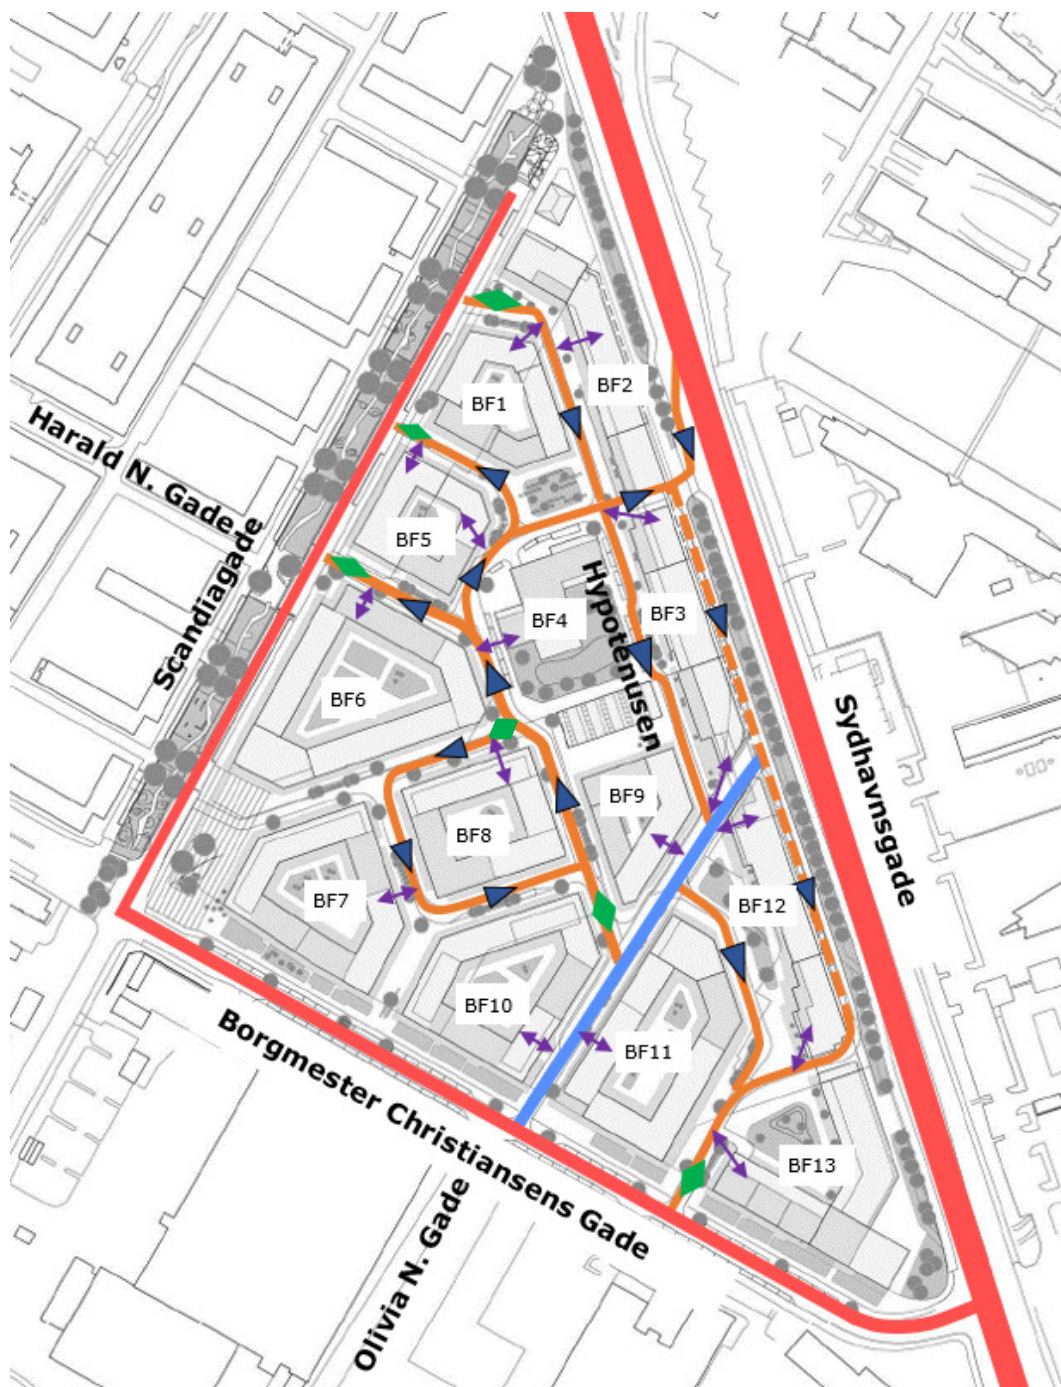 BF2
BF1
Harald N. Gade
BF5
Scandiagade
Hypotenusen
BF4
BF3
BF6
Sydhavnsgade
BF9
BF8
BF7
BF12
BF10
BF11
Borgmester Christiansens Gade
BF13
Olivia N. Gade